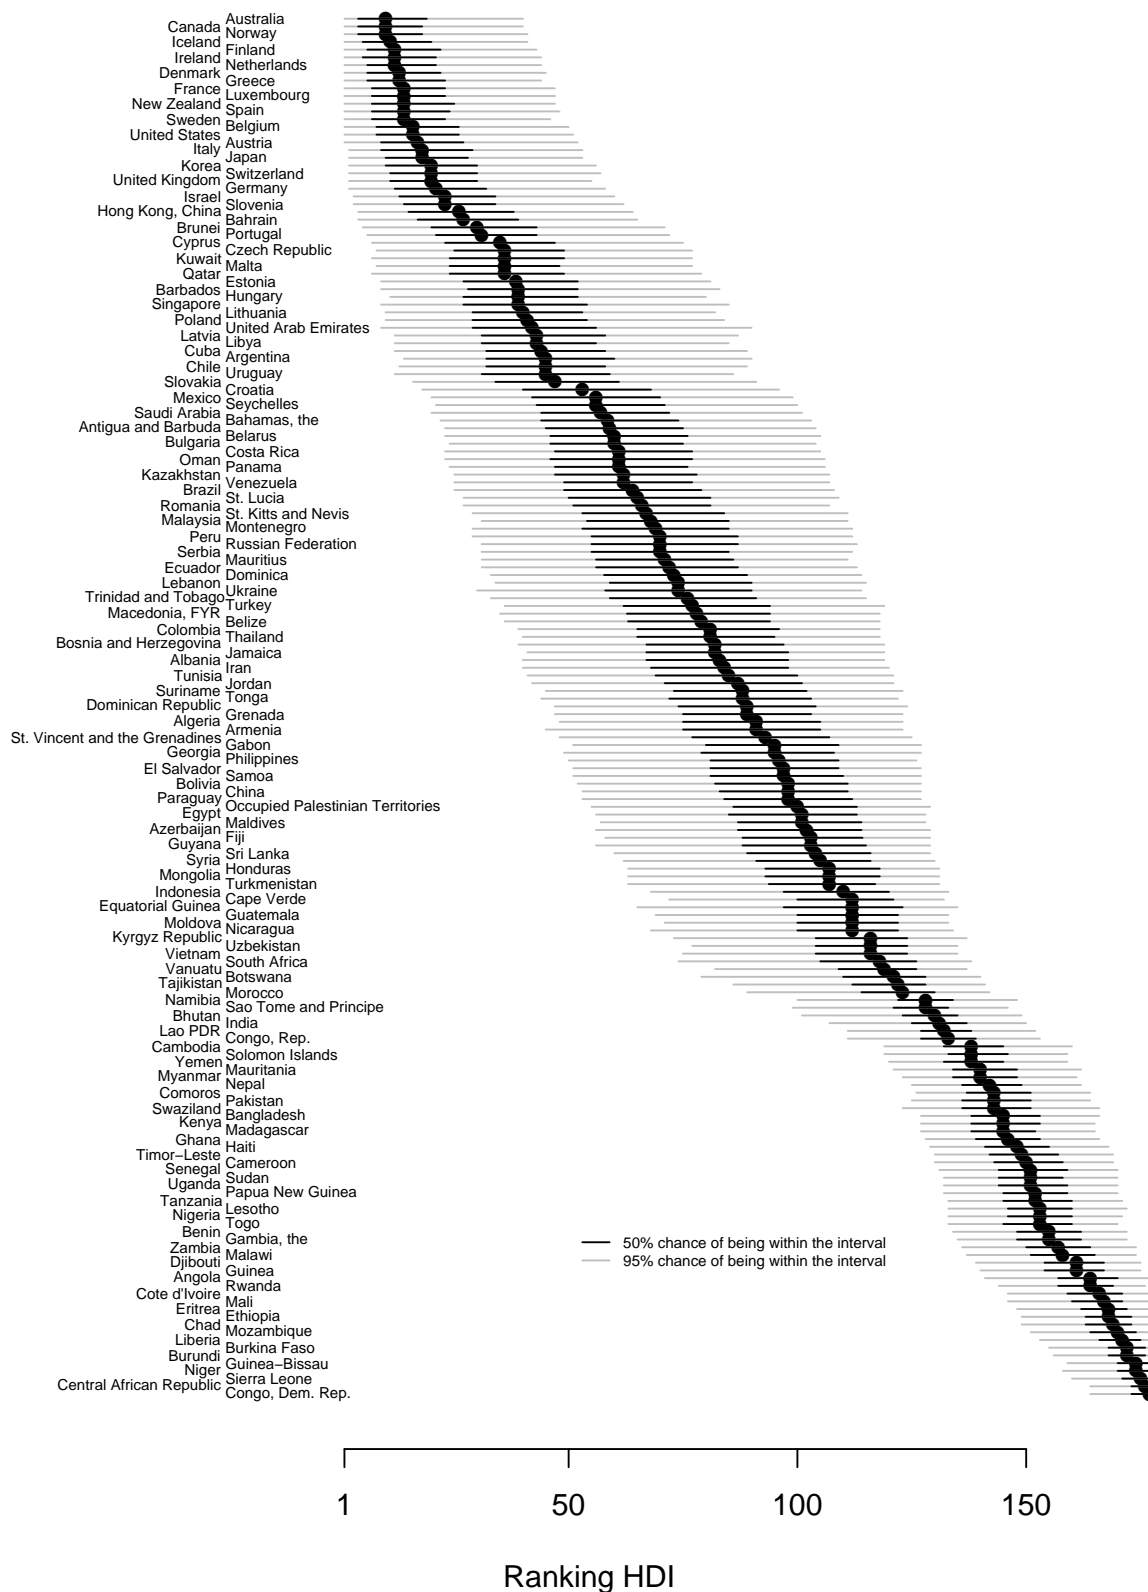 Australia
Canada
Norway
Iceland
Finland
Ireland
Netherlands
Denmark
Greece
France
Luxembourg
New Zealand
Spain
Sweden
Belgium
United States
Austria
Italy
Japan
Korea
Switzerland
United Kingdom
Germany
Israel
Slovenia
Hong Kong, China
Bahrain
Brunei
Portugal
Cyprus
Czech Republic
Kuwait
Malta
Qatar
Estonia
Barbados
Hungary
Singapore
Lithuania
Poland
United Arab Emirates
Latvia
Libya
Cuba
Argentina
Chile
Uruguay
Slovakia
Croatia
Mexico
Seychelles
Saudi Arabia
Bahamas, the
Antigua and Barbuda
Belarus
Bulgaria
Costa Rica
Oman
Panama
Kazakhstan
Venezuela
Brazil
St. Lucia
Romania
St. Kitts and Nevis
Malaysia
Montenegro
Peru
Russian Federation
Serbia
Mauritius
Ecuador
Dominica
Lebanon
Ukraine
Trinidad and Tobago
Turkey
Macedonia, FYR
Belize
Colombia
Thailand
Bosnia and Herzegovina
Jamaica
Albania
Iran
Tunisia
Jordan
Suriname
Tonga
Dominican Republic
Grenada
Algeria
Armenia
St. Vincent and the Grenadines
Gabon
Georgia
Philippines
El Salvador
Samoa
Bolivia
China
Paraguay
Occupied Palestinian Territories
Egypt
Maldives
Azerbaijan
Fiji
Guyana
Sri Lanka
Syria
Honduras
Mongolia
Turkmenistan
Indonesia
Cape Verde
Equatorial Guinea
Guatemala
Moldova
Nicaragua
Kyrgyz Republic
Uzbekistan
Vietnam
South Africa
Vanuatu
Botswana
Tajikistan
Morocco
Namibia
Sao Tome and Principe
Bhutan
India
Lao PDR
Congo, Rep.
Cambodia
Solomon Islands
Yemen
Mauritania
Myanmar
Nepal
Comoros
Pakistan
Swaziland
Bangladesh
Kenya
Madagascar
Ghana
Haiti
Timor−Leste
Cameroon
Senegal
Sudan
Uganda
Papua New Guinea
Tanzania
Lesotho
Nigeria
Togo
Benin
Gambia, the
Zambia
Malawi
Djibouti
Guinea
Angola
Rwanda
Cote d'Ivoire
Mali
Eritrea
Ethiopia
Chad
Mozambique
Liberia
Burkina Faso
Burundi
Guinea−Bissau
Niger
Sierra Leone
Central African Republic
Congo, Dem. Rep.
50% chance of being within the interval
95% chance of being within the interval
1 50 100 150
Ranking HDI